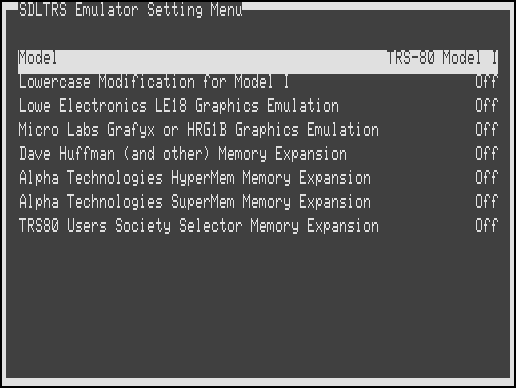 SDLTRS Emulator Setting Menu
Model TRS-80 Model I
Lowercase Modification for Model I Off
Lowe Electronics LE18 Graphics Emulation Off
Micro Labs Grafyx or HRG1B Graphics Emulation Off
Dave Huffman (and other) Memory Expansion Off
Alpha Technologies HyperMem Memory Expansion Off
Alpha Technologies SuperMem Memory Expansion Off
TRS80 Users Society Selector Memory Expansion Off